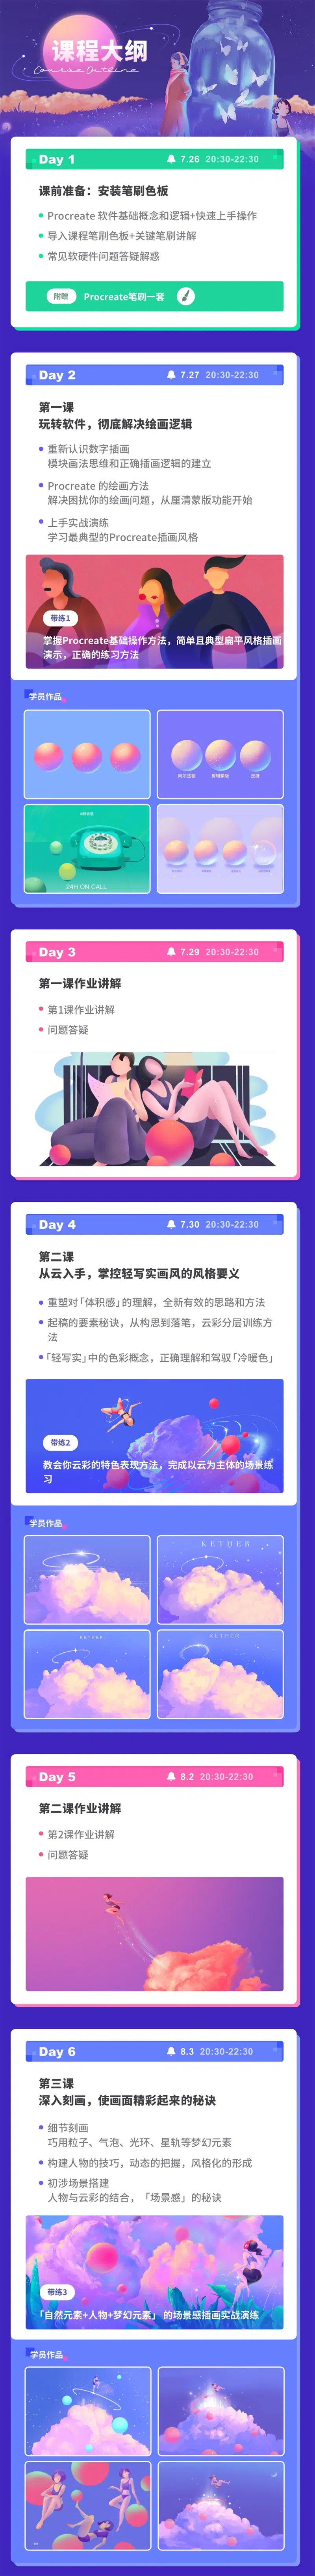 课程大纲
Course Outline
Day 1
7.26 20:30-22:30
课前准备：安装笔刷色板
Procreate 软件基础概念和逻辑+快速上手操作
导入课程笔刷色板+关键笔刷讲解
常见软硬件问题答疑解惑
附赠
Procreate笔刷一套
Day 2
7.27 20:30-22:30
第一课
玩转软件，彻底解决绘画逻辑
重新认识数字插画
模块画法思维和正确插画逻辑的建立
Procreate 的绘画方法
解决困扰你的绘画问题，从厘清蒙版功能开始
上手实战演练
学习最典型的Procreate插画风格
带练1
掌握Procreate基础操作方法，简单且典型扁平风格插画
演示，正确的练习方法
学员作品
24H ON CALL
Day 3
7.29 20:30-22:30
第一课作业讲解
第1课作业讲解
问题答疑
Day 4
7.30 20:30-22:30
第二课
从云入手，掌控轻写实画风的风格要义
重塑对「体积感」的理解，全新有效的思路和方法
起稿的要素秘诀，从构思到落笔，云彩分层训练方
法
「轻写实」中的色彩概念，正确理解和驾驭「冷暖色」
带练2
教会你云彩的特色表现方法，完成以云为主体的场景练
习
学员作品
KETHER
KETHER
KETHER
Day 5
8.2 20:30-22:30
第二课作业讲解
第2课作业讲解
问题答疑
Day 6
8.3 20:30-22:30
第三课
深入刻画，使画面精彩起来的秘诀
细节刻画
巧用粒子、气泡、光环、星轨等梦幻元素
构建人物的技巧，动态的把握，风格化的形成
初涉场景搭建
人物与云彩的结合，「场景感」的秘诀
带练3
「自然元素+人物+梦幻元素」 的场景感插画实战演练
学员作品